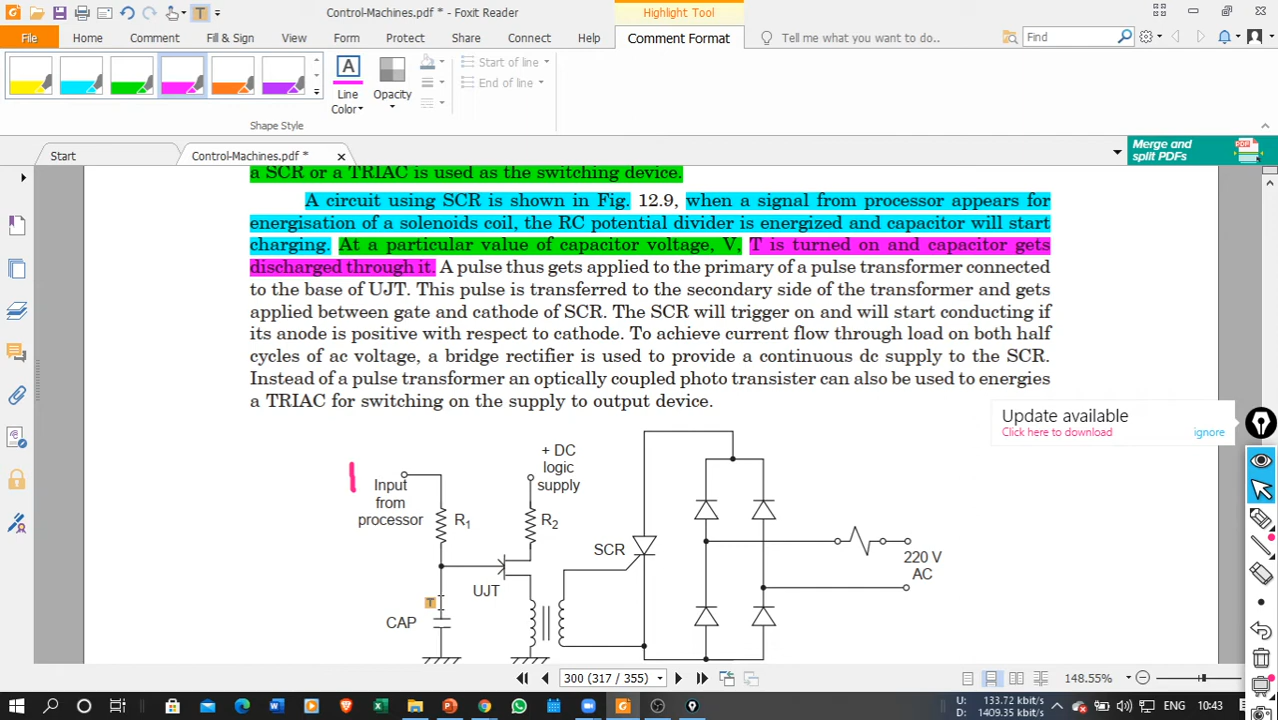 Control-Machines.pdf * - Foxit Reader
Highlight Tool
File
Home
Comment
Fill & Sign
View
Form
Protect
Share
Connect
Help
Comment Format
Tell me what you want to do..
Find
A
Line
Color
Opacity
Start of line
End of line
Shape Style
Start
Control-Machines.pdf *
Merge and
split PDFs
a SCR or a TRIAC is used as the switching device.
A circuit using SCR is shown in Fig. 12.9, when a signal from processor appears for
energisation of a solenoids coil, the RC potential divider is energized and capacitor will start
charging. At a particular value of capacitor voltage, V, T is turned on and capacitor gets
discharged through it. A pulse thus gets applied to the primary of a pulse transformer connected
to the base of UJT. This pulse is transferred to the secondary side of the transformer and gets
applied between gate and cathode of SCR. The SCR will trigger on and will start conducting if
its anode is positive with respect to cathode. To achieve current flow through load on both half
cycles of ac voltage, a bridge rectifier is used to provide a continuous dc supply to the SCR.
Instead of a pulse transformer an optically coupled photo transister can also be used to energies
a TRIAC for switching on the supply to output device.
Update available
Click here to download
ignore
+ DC
logic
supply
Input
from
processor
R1
R2
SCR
UJT
T
CAP
220 V
AC
300 (317 / 355)
148.55%
U: 133.72 kbit/s
D: 1409.35 kbit/s
ENG
10:43